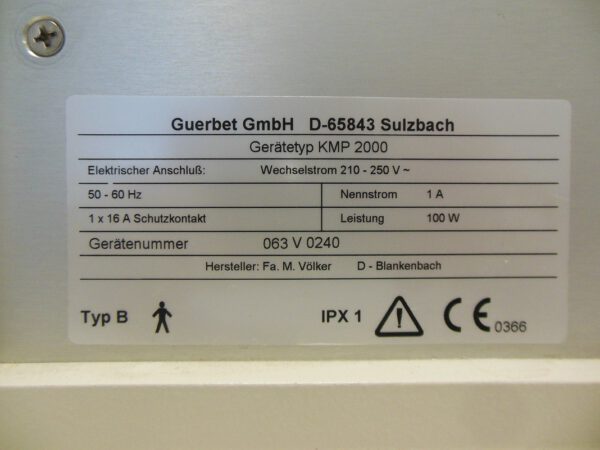 Guerbet GmbH D-65843 Sulzbach
Gerätetyp KMP 2000
Elektrischer Anschluß: Wechselstrom 210 - 250 V ~
50 - 60 Hz Nennstrom 1 A
1 x 16 A Schutzkontakt Leistung 100 W
Gerätenummer 063 V 0240
Hersteller: Fa. M. Völker D - Blankenbach
Typ B IPX 1 CE 0366